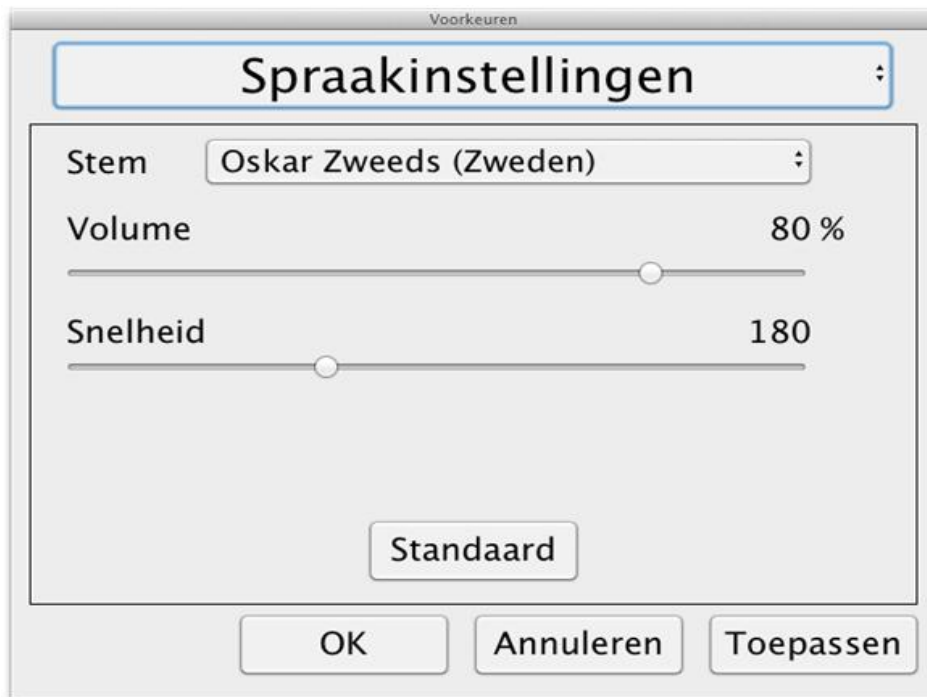 Voorkeuren
Spraakinstellingen
Stem Oskar Zweeds (Zweden)
Volume 80 %
Snelheid 180
Standaard
OK Annuleren Toepassen